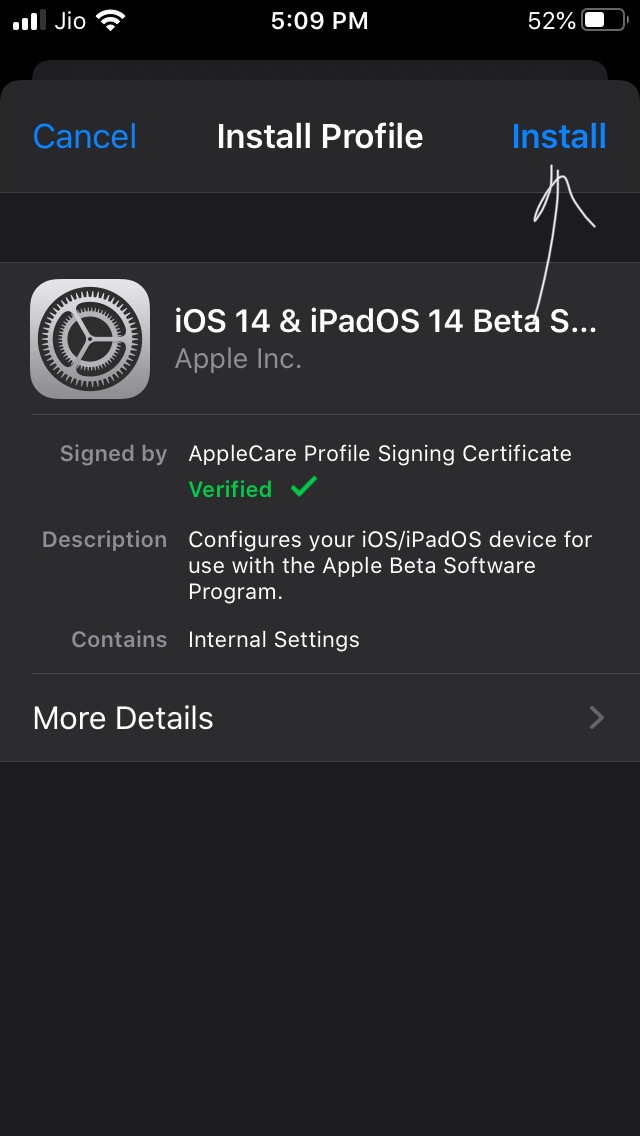 Jio 5:09 PM 52%
Cancel Install Profile Install
iOS 14 & iPadOS 14 Beta S...
Apple Inc.
Signed by AppleCare Profile Signing Certificate
Verified
Description Configures your iOS/iPadOS device for
use with the Apple Beta Software
Program.
Contains Internal Settings
More Details